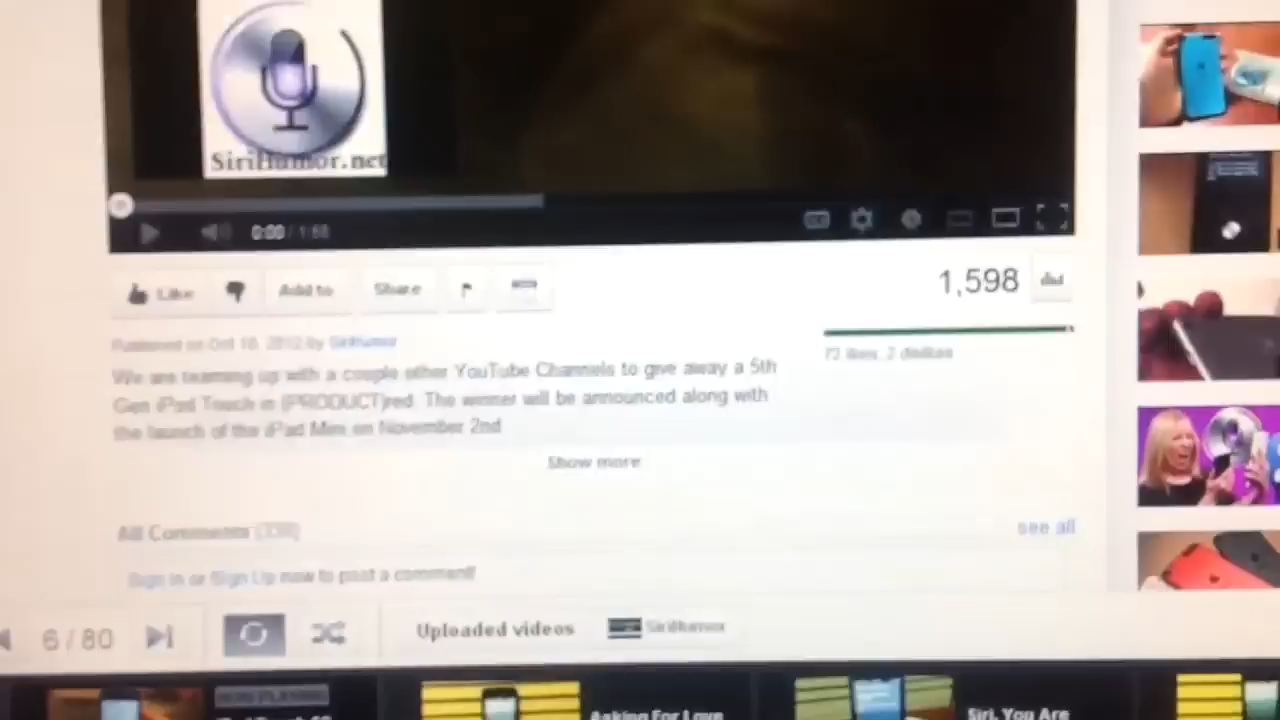 SiriHumor.net
0:00 / 1:58
Like
Add to
Share
1,598
Published on Oct 18, 2012 by SiriHumor
72 likes, 2 dislikes
We are teaming up with a couple other YouTube Channels to give away a 5th
Gen iPod Touch in (PRODUCT)red. The winner will be announced along with
the launch of the iPad Mini on November 2nd
Show more
All Comments
see all
Sign In or Sign Up now to post a comment!
6 / 80
Uploaded videos
SiriHumor
Asking For Love
Siri, You Are